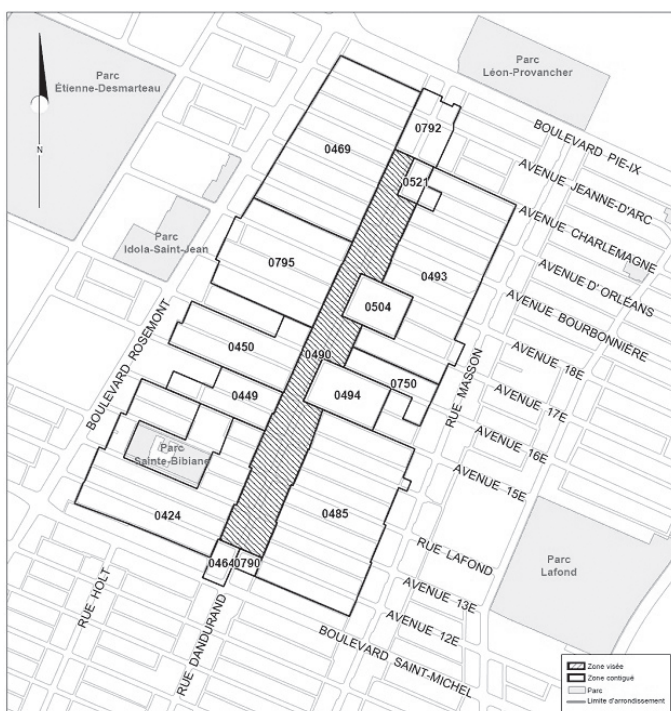 Parc
Étienne-Desmarteau
Parc
Léon-Provancher
0792
BOULEVARD PIE-IX
0469
0521
AVENUE JEANNE-D'ARC
AVENUE CHARLEMAGNE
N
Parc
Idola-Saint-Jean
0795
0493
AVENUE D'ORLÉANS
0504
AVENUE BOURBONNIÈRE
BOULEVARD ROSEMONT
0450
0490
AVENUE 18E
RUE MASSON
0750
0449
0494
AVENUE 17E
AVENUE 16E
Parc
Sainte-Bibiane
AVENUE 15E
0424
0485
RUE LAFOND
Parc
Lafond
0464
0790
RUE HOLT
AVENUE 13E
AVENUE 12E
RUE DANDURAND
BOULEVARD SAINT-MICHEL
Zone visée
Zone contiguë
Parc
Limite d'arrondissement